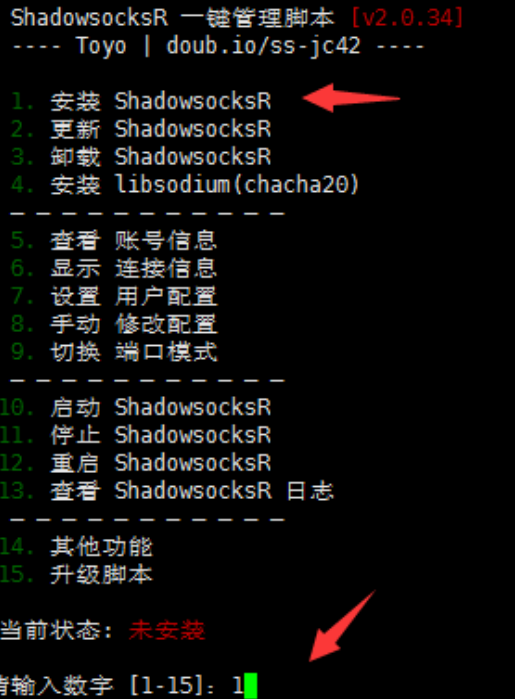 ShadowsocksR 一键管理脚本 [v2.0.34]
---- Toyo | doub.io/ss-jc42 ----
1. 安装 ShadowsocksR
2. 更新 ShadowsocksR
3. 卸载 ShadowsocksR
4. 安装 libsodium(chacha20)
————————————
5. 查看 账号信息
6. 显示 连接信息
7. 设置 用户配置
8. 手动 修改配置
9. 切换 端口模式
————————————
10. 启动 ShadowsocksR
11. 停止 ShadowsocksR
12. 重启 ShadowsocksR
13. 查看 ShadowsocksR 日志
————————————
14. 其他功能
15. 升级脚本
当前状态: 未安装
请输入数字 [1-15]: 1